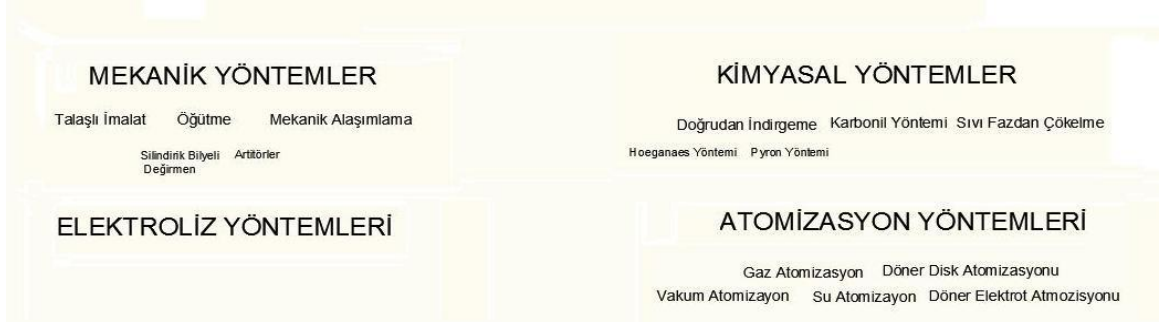 MEKANİK YÖNTEMLER
Talaşlı İmalat Öğütme Mekanik Alaşımlama
Silindirik Bilyeli Değirmen Artitörler
KİMYASAL YÖNTEMLER
Doğrudan İndirgeme Karbonil Yöntemi Sıvı Fazdan Çökelme
Hoeganaes Yöntemi Pyron Yöntemi
ELEKTROLİZ YÖNTEMLERİ
ATOMİZASYON YÖNTEMLERİ
Gaz Atomizasyon Döner Disk Atomizasyonu
Vakum Atomizayon Su Atomizayon Döner Elektrot Atmozisyonu